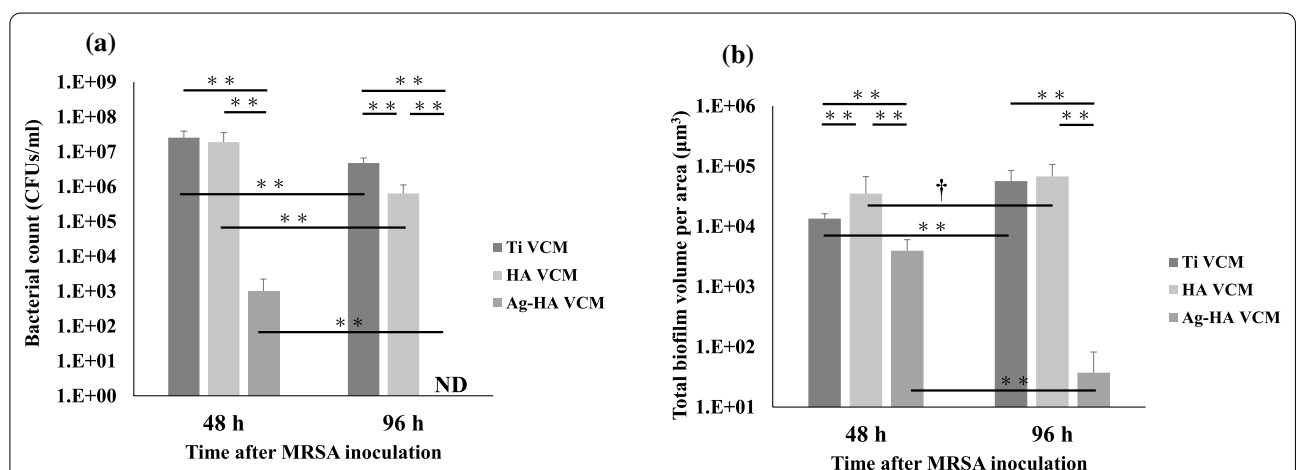 (a)
* *
* *
* *
* *
* *
* *
* *
* *
Bacterial count (CFUs/ml)
1.E+09
1.E+08
1.E+07
1.E+06
1.E+05
1.E+04
1.E+03
1.E+02
1.E+01
1.E+00
ND
48 h
96 h
Time after MRSA inoculation
Ti VCM
HA VCM
Ag-HA VCM
(b)
* *
* *
* *
* *
* *
†
* *
* *
Total biofilm volume per area (µm³)
1.E+06
1.E+05
1.E+04
1.E+03
1.E+02
1.E+01
48 h
96 h
Time after MRSA inoculation
Ti VCM
HA VCM
Ag-HA VCM